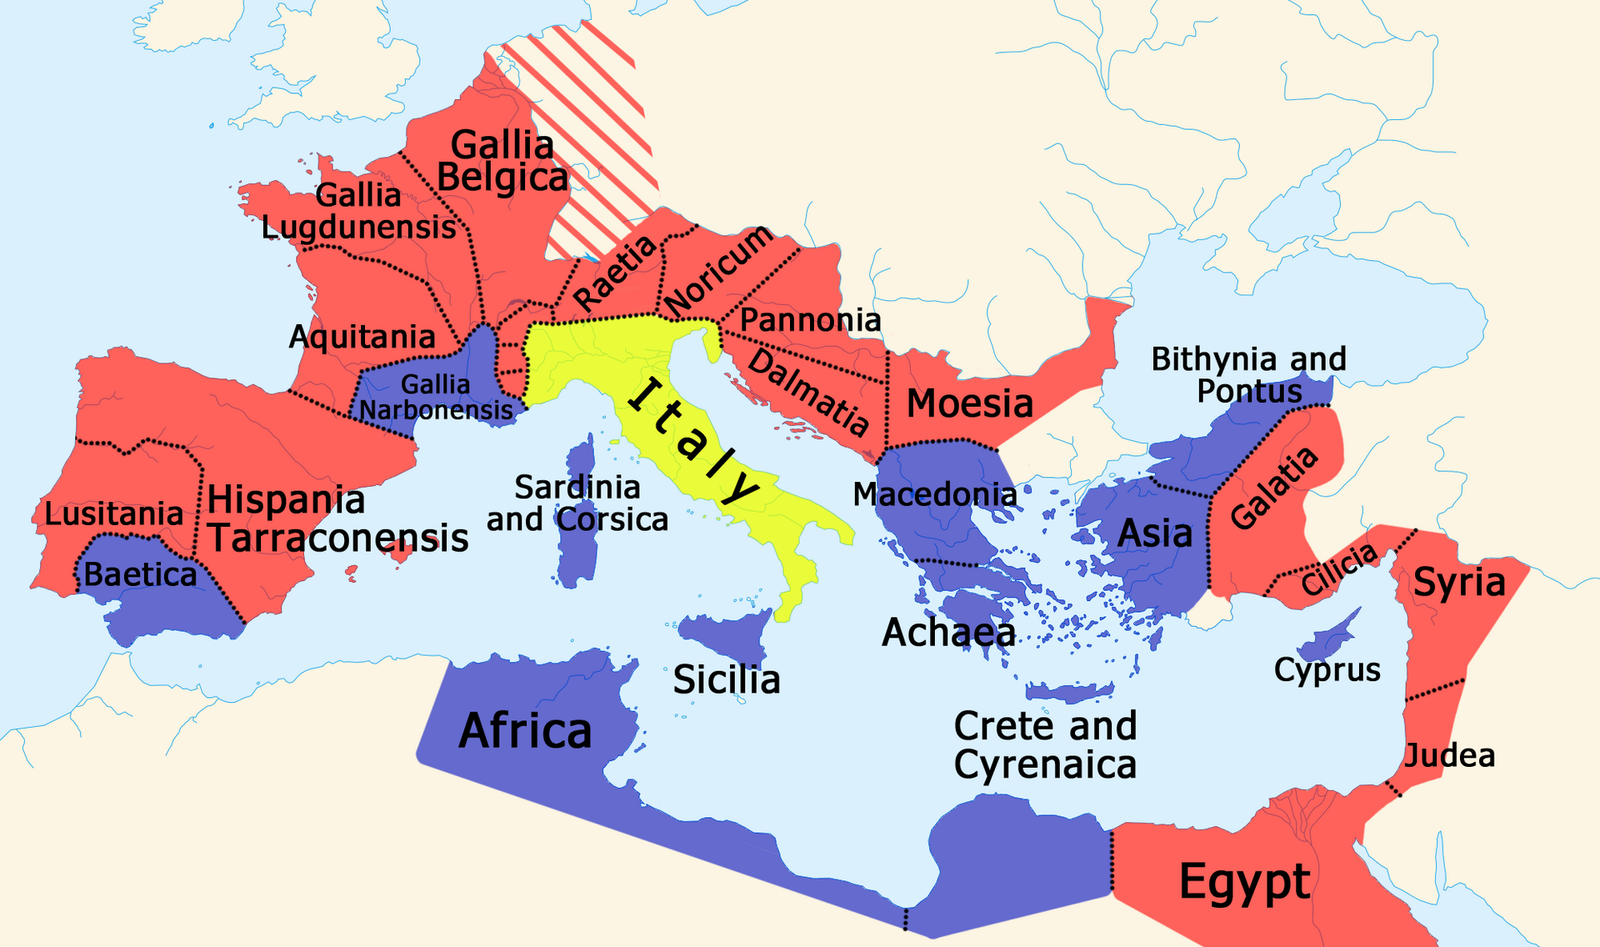 Gallia
Belgica
Gallia
Lugdunensis
Raetia
Noricum
Aquitania
Pannonia
Gallia
Narbonensis
Italy
Dalmatia
Moesia
Bithynia and
Pontus
Galatia
Hispania
Tarraconensis
Lusitania
Baetica
Sardinia
and Corsica
Macedonia
Asia
Cilicia
Syria
Achaea
Cyprus
Sicilia
Africa
Crete and
Cyrenaica
Judea
Egypt